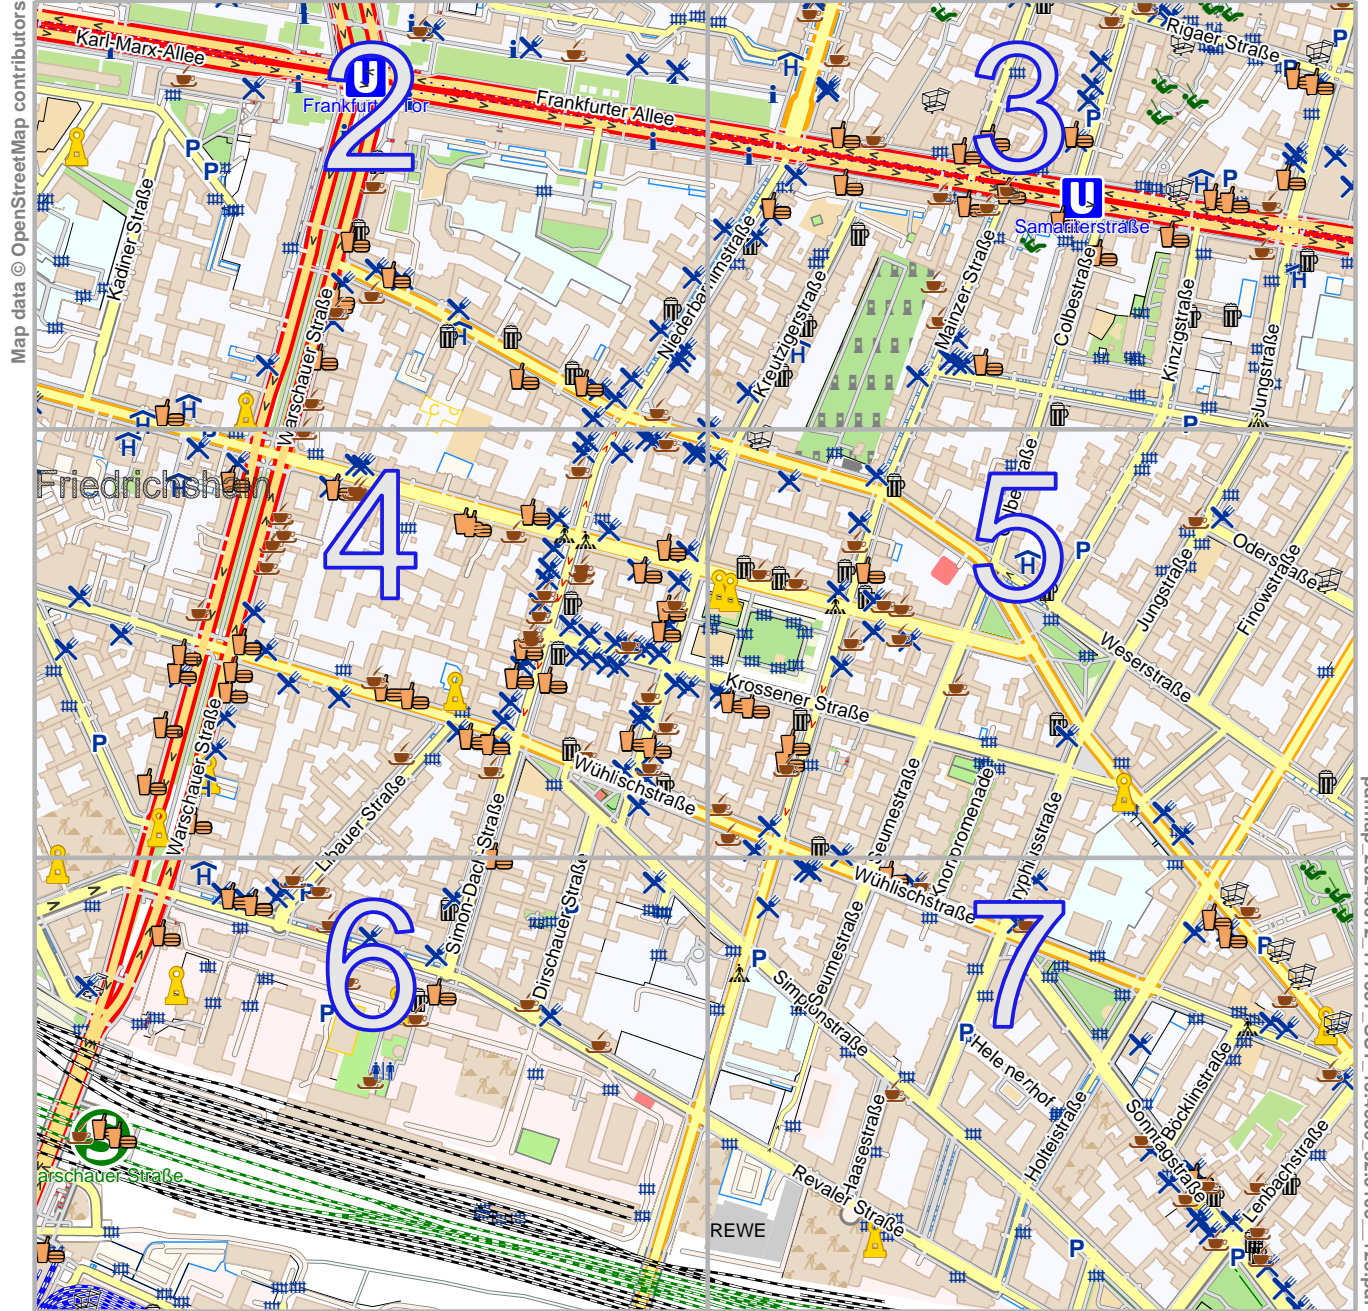 Map data © OpenStreetMap contributors
Karl-Marx-Allee
Frankfurter Tor
Frankfurter Allee
Rigaer Straße
2
3
Samariterstraße
Kadiner Straße
Warschauer Straße
Niederbarnimstraße
Kreutzigerstraße
Mainzer Straße
Colbestraße
Kinzigstraße
Jungstraße
Friedrichshain
4
5
Oderstraße
Jungstraße
Finowstraße
Weserstraße
Krossener Straße
Wühlischstraße
Warschauer Straße
Libauer Straße
Simon-Dach-Straße
Dirschauer Straße
Seumestraße
Knorrpromenade
Wühlischstraße
6
7
Seumestraße
Simplonstraße
Helenenhof
Holteistraße
Böcklinstraße
Sonntagstraße
Lenbachstraße
Haasestraße
Revaler Straße
arschauer Straße
REWE